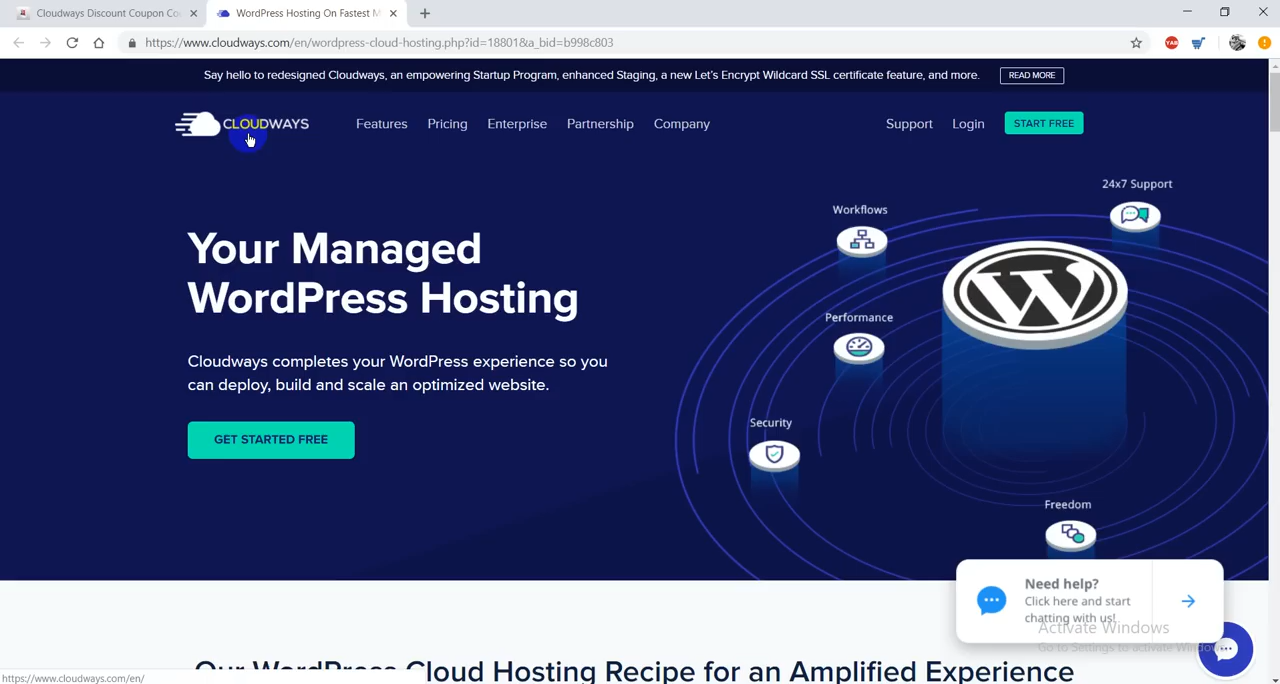 Cloudways Discount Coupon Co
WordPress Hosting On Fastest M
https://www.cloudways.com/en/wordpress-cloud-hosting.php?id=18801&a_bid=b998c803
Say hello to redesigned Cloudways, an empowering Startup Program, enhanced Staging, a new Let's Encrypt Wildcard SSL certificate feature, and more.
READ MORE
CLOUDWAYS
Features
Pricing
Enterprise
Partnership
Company
Support
Login
START FREE
Your Managed
WordPress Hosting
Cloudways completes your WordPress experience so you
can deploy, build and scale an optimized website.
GET STARTED FREE
24x7 Support
Workflows
Performance
Security
Freedom
Need help?
Click here and start
chatting with us!
Activate Windows
Go to Settings to activate Windows
Our WordPress Cloud Hosting Recipe for an Amplified Experience
https://www.cloudways.com/en/